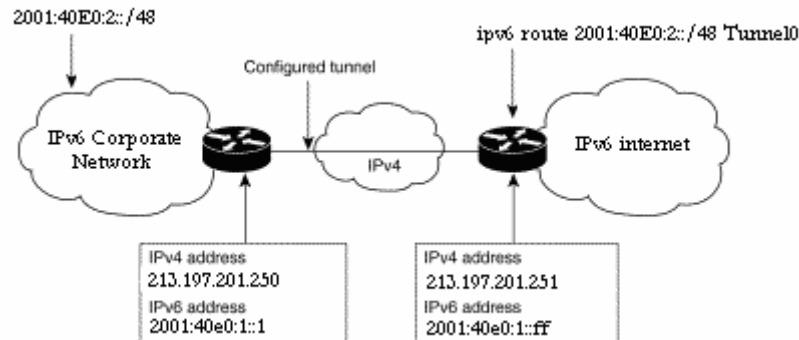 2001:40E0:2::/48
ipv6 route 2001:40E0:2::/48 Tunnel0
Configured tunnel
IPv6 Corporate
Network
IPv4
IPv6 internet
IPv4 address
213.197.201.250
IPv6 address
2001:40e0:1::1
IPv4 address
213.197.201.251
IPv6 address
2001:40e0:1::ff